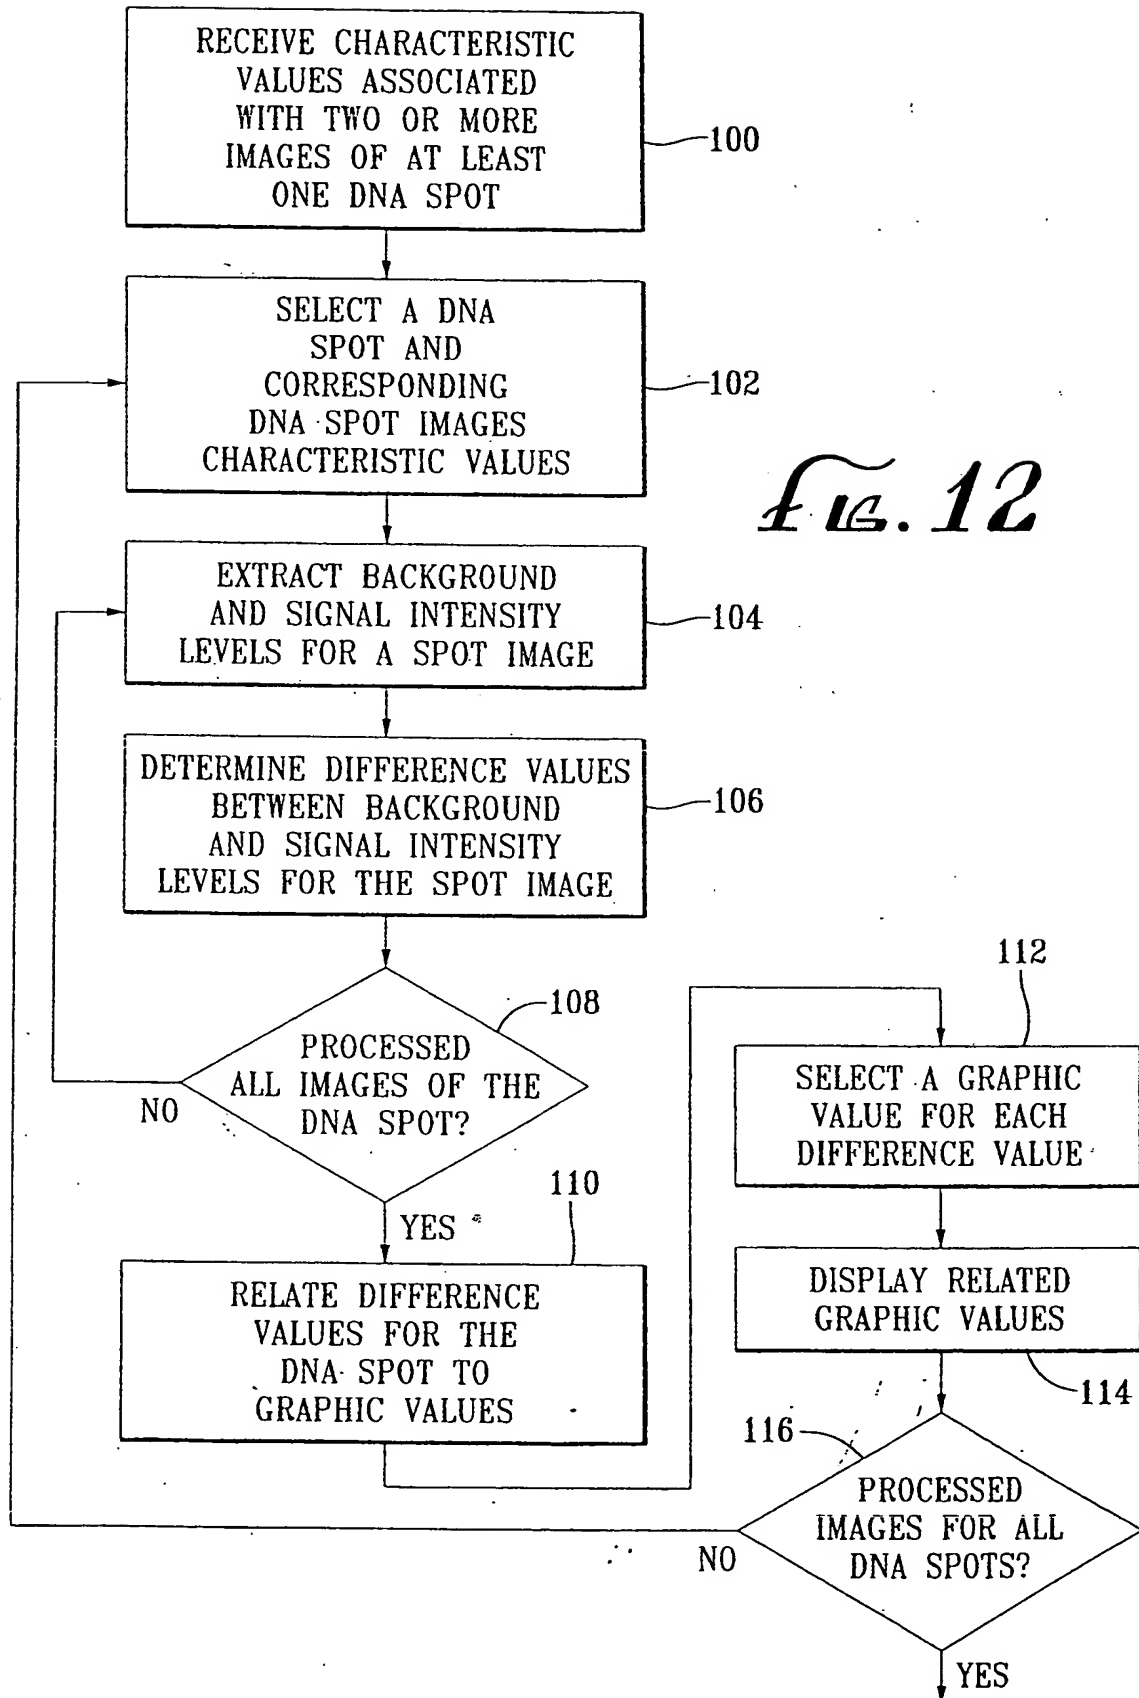 RECEIVE CHARACTERISTIC
VALUES ASSOCIATED
WITH TWO OR MORE
IMAGES OF AT LEAST
ONE DNA SPOT
100
SELECT A DNA
SPOT AND
CORRESPONDING
DNA SPOT IMAGES
CHARACTERISTIC VALUES
102
FIG. 12
EXTRACT BACKGROUND
AND SIGNAL INTENSITY
LEVELS FOR A SPOT IMAGE
104
DETERMINE DIFFERENCE VALUES
BETWEEN BACKGROUND
AND SIGNAL INTENSITY
LEVELS FOR THE SPOT IMAGE
106
PROCESSED
ALL IMAGES OF THE
DNA SPOT?
108
NO
YES
RELATE DIFFERENCE
VALUES FOR THE
DNA SPOT TO
GRAPHIC VALUES
110
112
SELECT A GRAPHIC
VALUE FOR EACH
DIFFERENCE VALUE
DISPLAY RELATED
GRAPHIC VALUES
114
116
PROCESSED
IMAGES FOR ALL
DNA SPOTS?
NO
YES